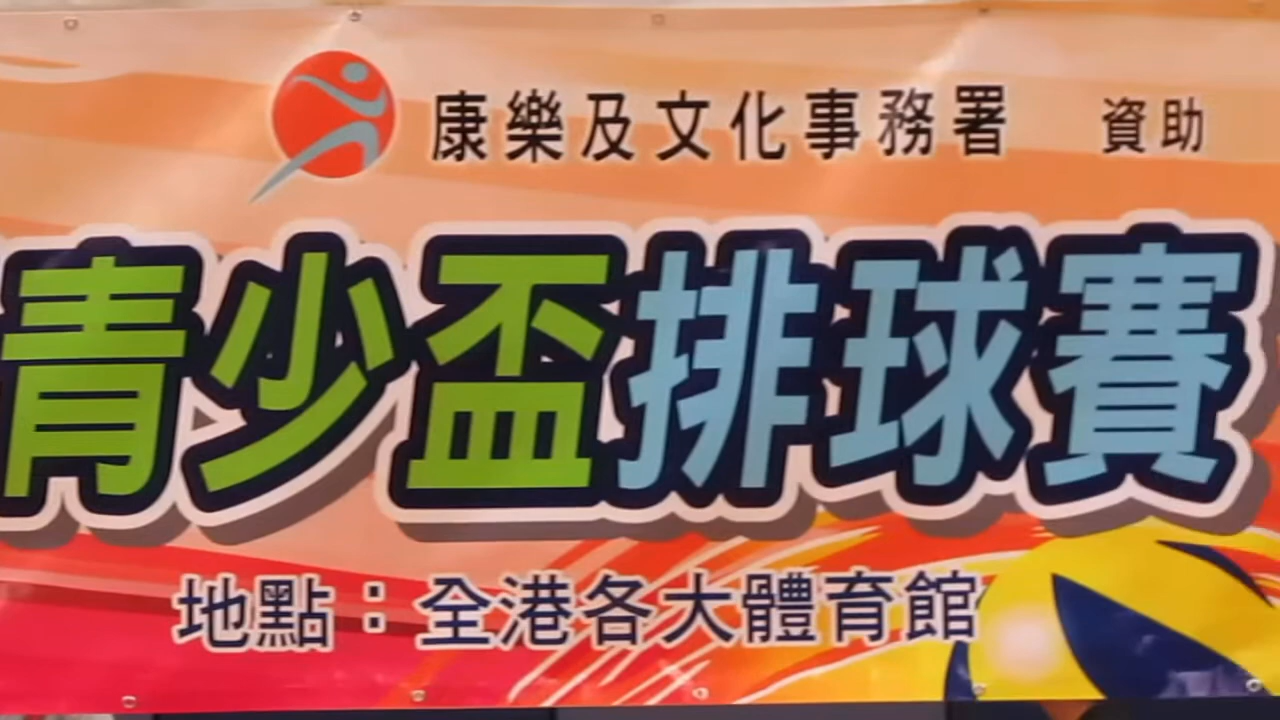 康樂及文化事務署 資助
青少盃排球賽
地點：全港各大體育館